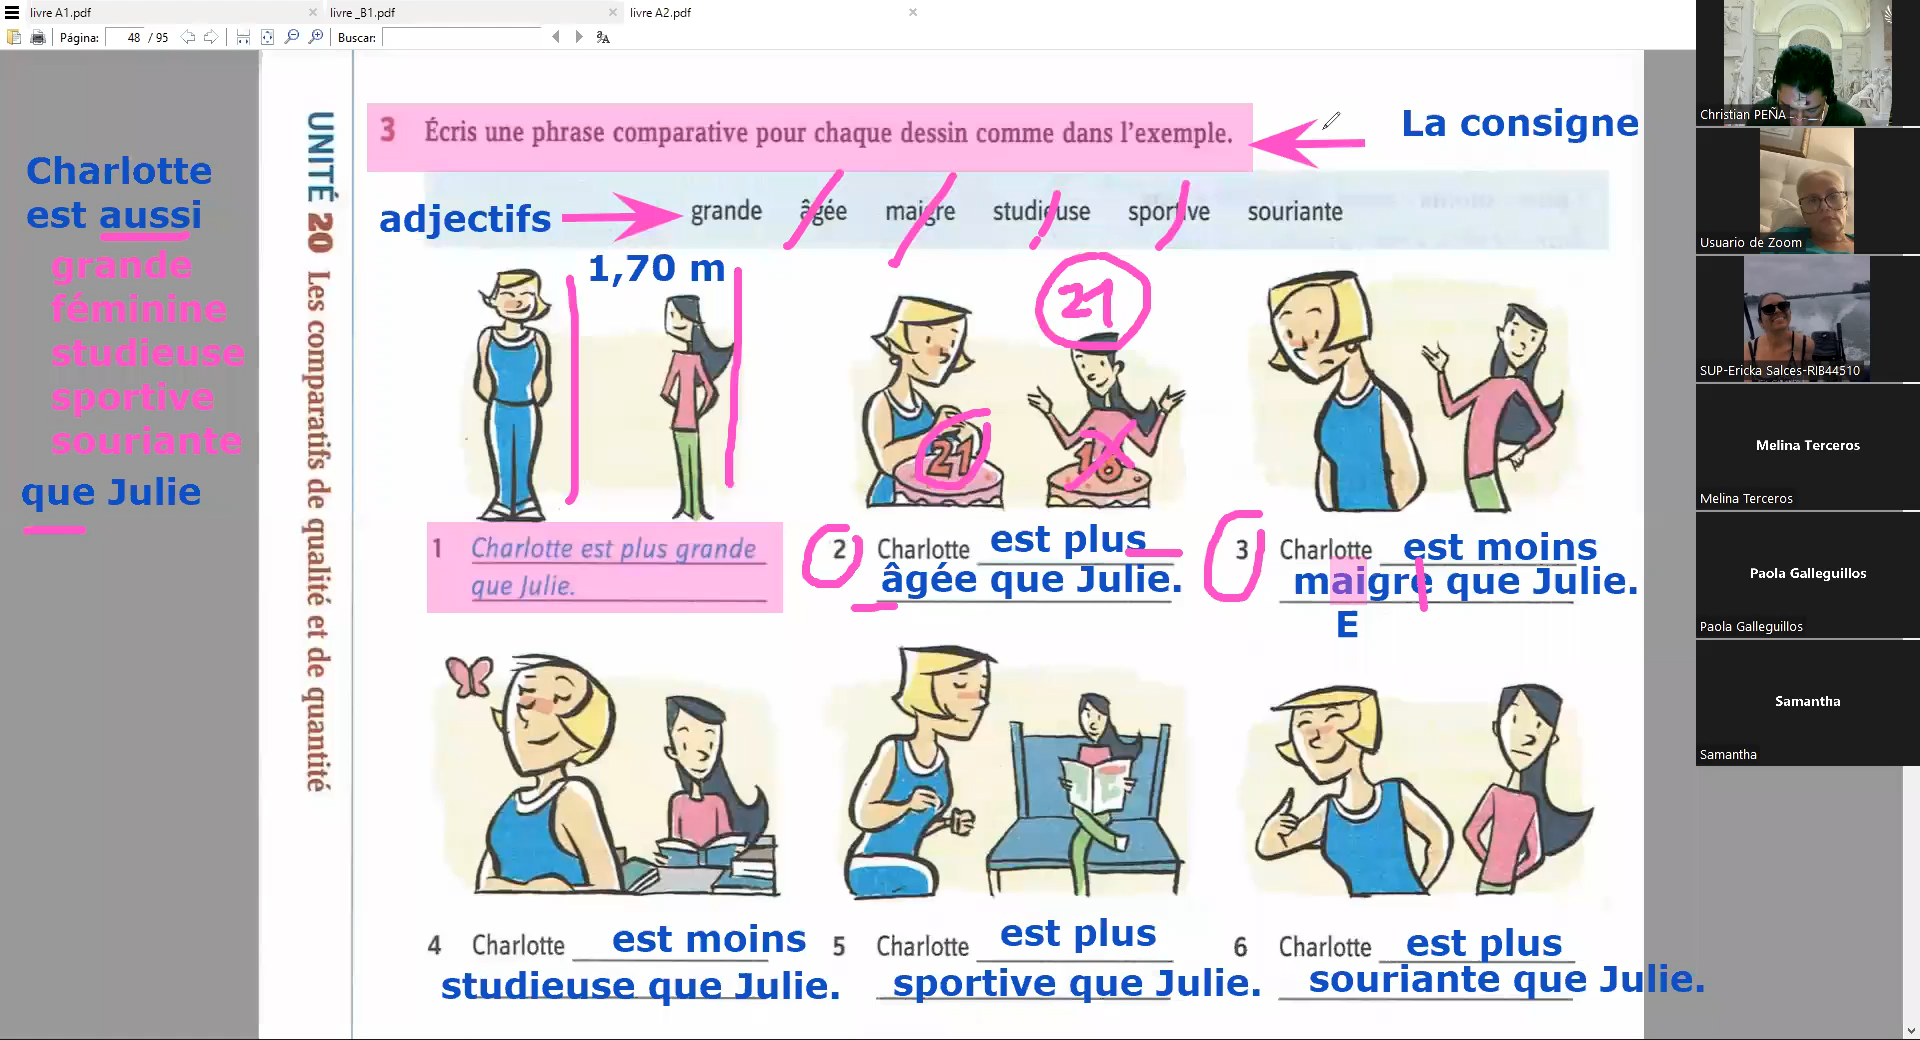 livre A1.pdf
livre _B1.pdf
livre A2.pdf
Página: 48 / 95
Buscar:
UNITÉ 20 Les comparatifs de qualité et de quantité
3 Écris une phrase comparative pour chaque dessin comme dans l'exemple.
La consigne
adjectifs
grande âgée maigre studieuse sportive souriante
Charlotte
est aussi
grande
féminine
studieuse
sportive
souriante
que Julie
1,70 m
21
21
18
1 Charlotte est plus grande
que Julie.
2 Charlotte est plus
âgée que Julie.
3 Charlotte est moins
maigre que Julie.
E
4 Charlotte est moins
studieuse que Julie.
5 Charlotte est plus
sportive que Julie.
6 Charlotte est plus
souriante que Julie.
Christian PEÑA
Usuario de Zoom
SUP-Ericka Salces-RIB44510
Melina Terceros
Melina Terceros
Paola Galleguillos
Paola Galleguillos
Samantha
Samantha